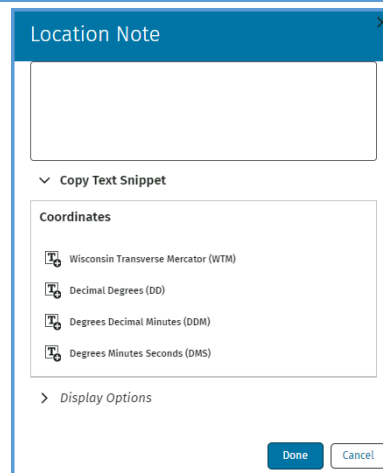 Location Note
Copy Text Snippet
Coordinates
Wisconsin Transverse Mercator (WTM)
Decimal Degrees (DD)
Degrees Decimal Minutes (DDM)
Degrees Minutes Seconds (DMS)
Display Options
Done Cancel